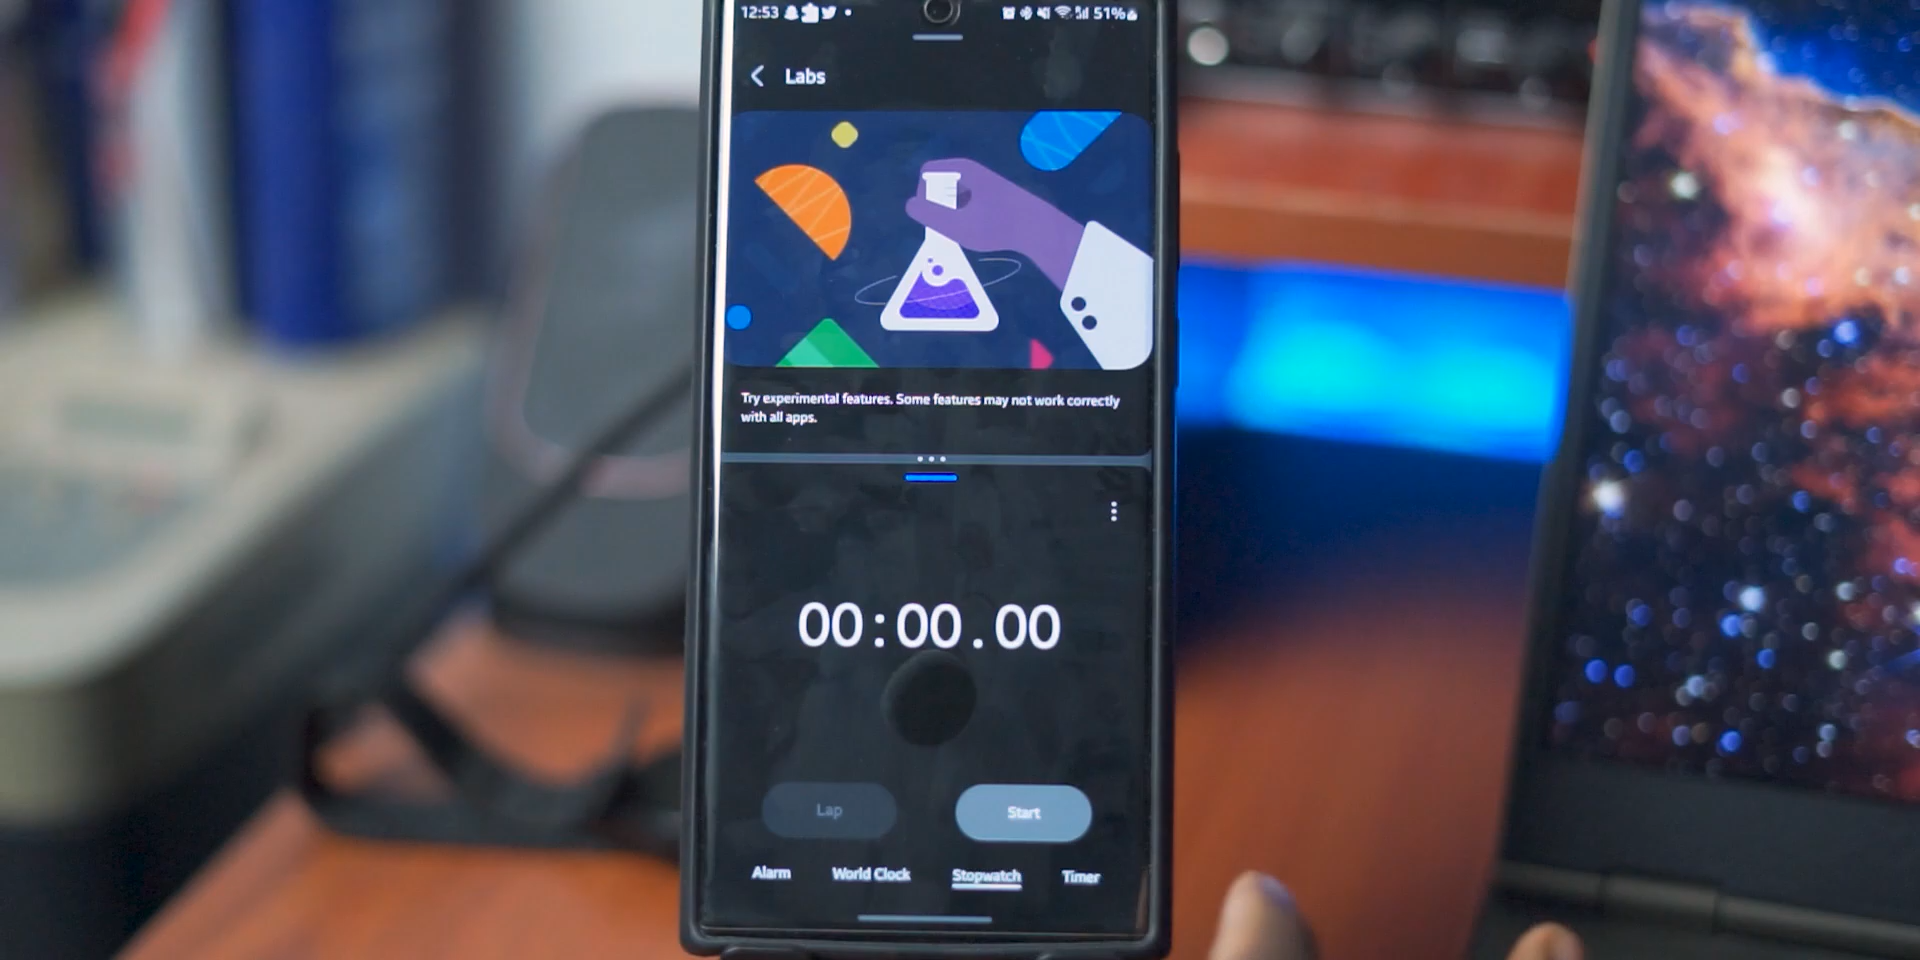 12:53
51%
Labs
Try experimental features. Some features may not work correctly
with all apps.
00:00.00
Lap
Start
Alarm
World Clock
Stopwatch
Timer